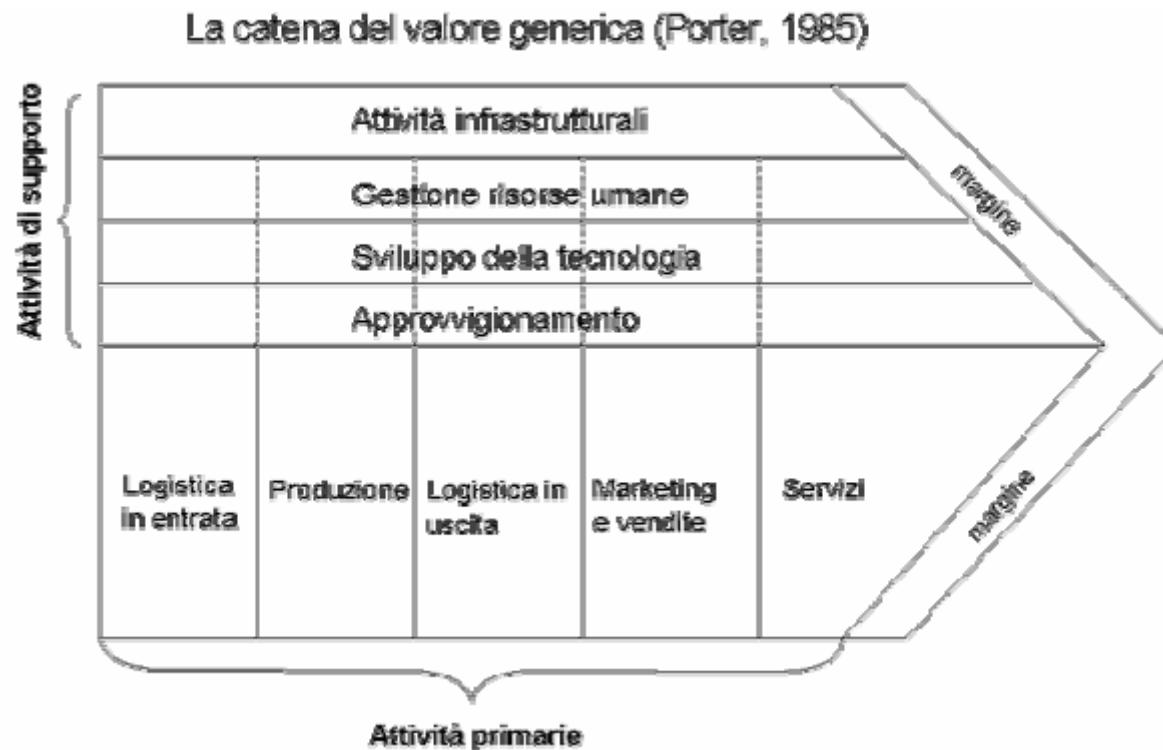 La catena del valore generica (Porter, 1985)
Attività di supporto
Attività infrastrutturali
Gestione risorse umane
Sviluppo della tecnologia
Approvvigionamento
margine
Logistica
in entrata
Produzione
Logistica in
uscita
Marketing
e vendite
Servizi
margine
Attività primarie